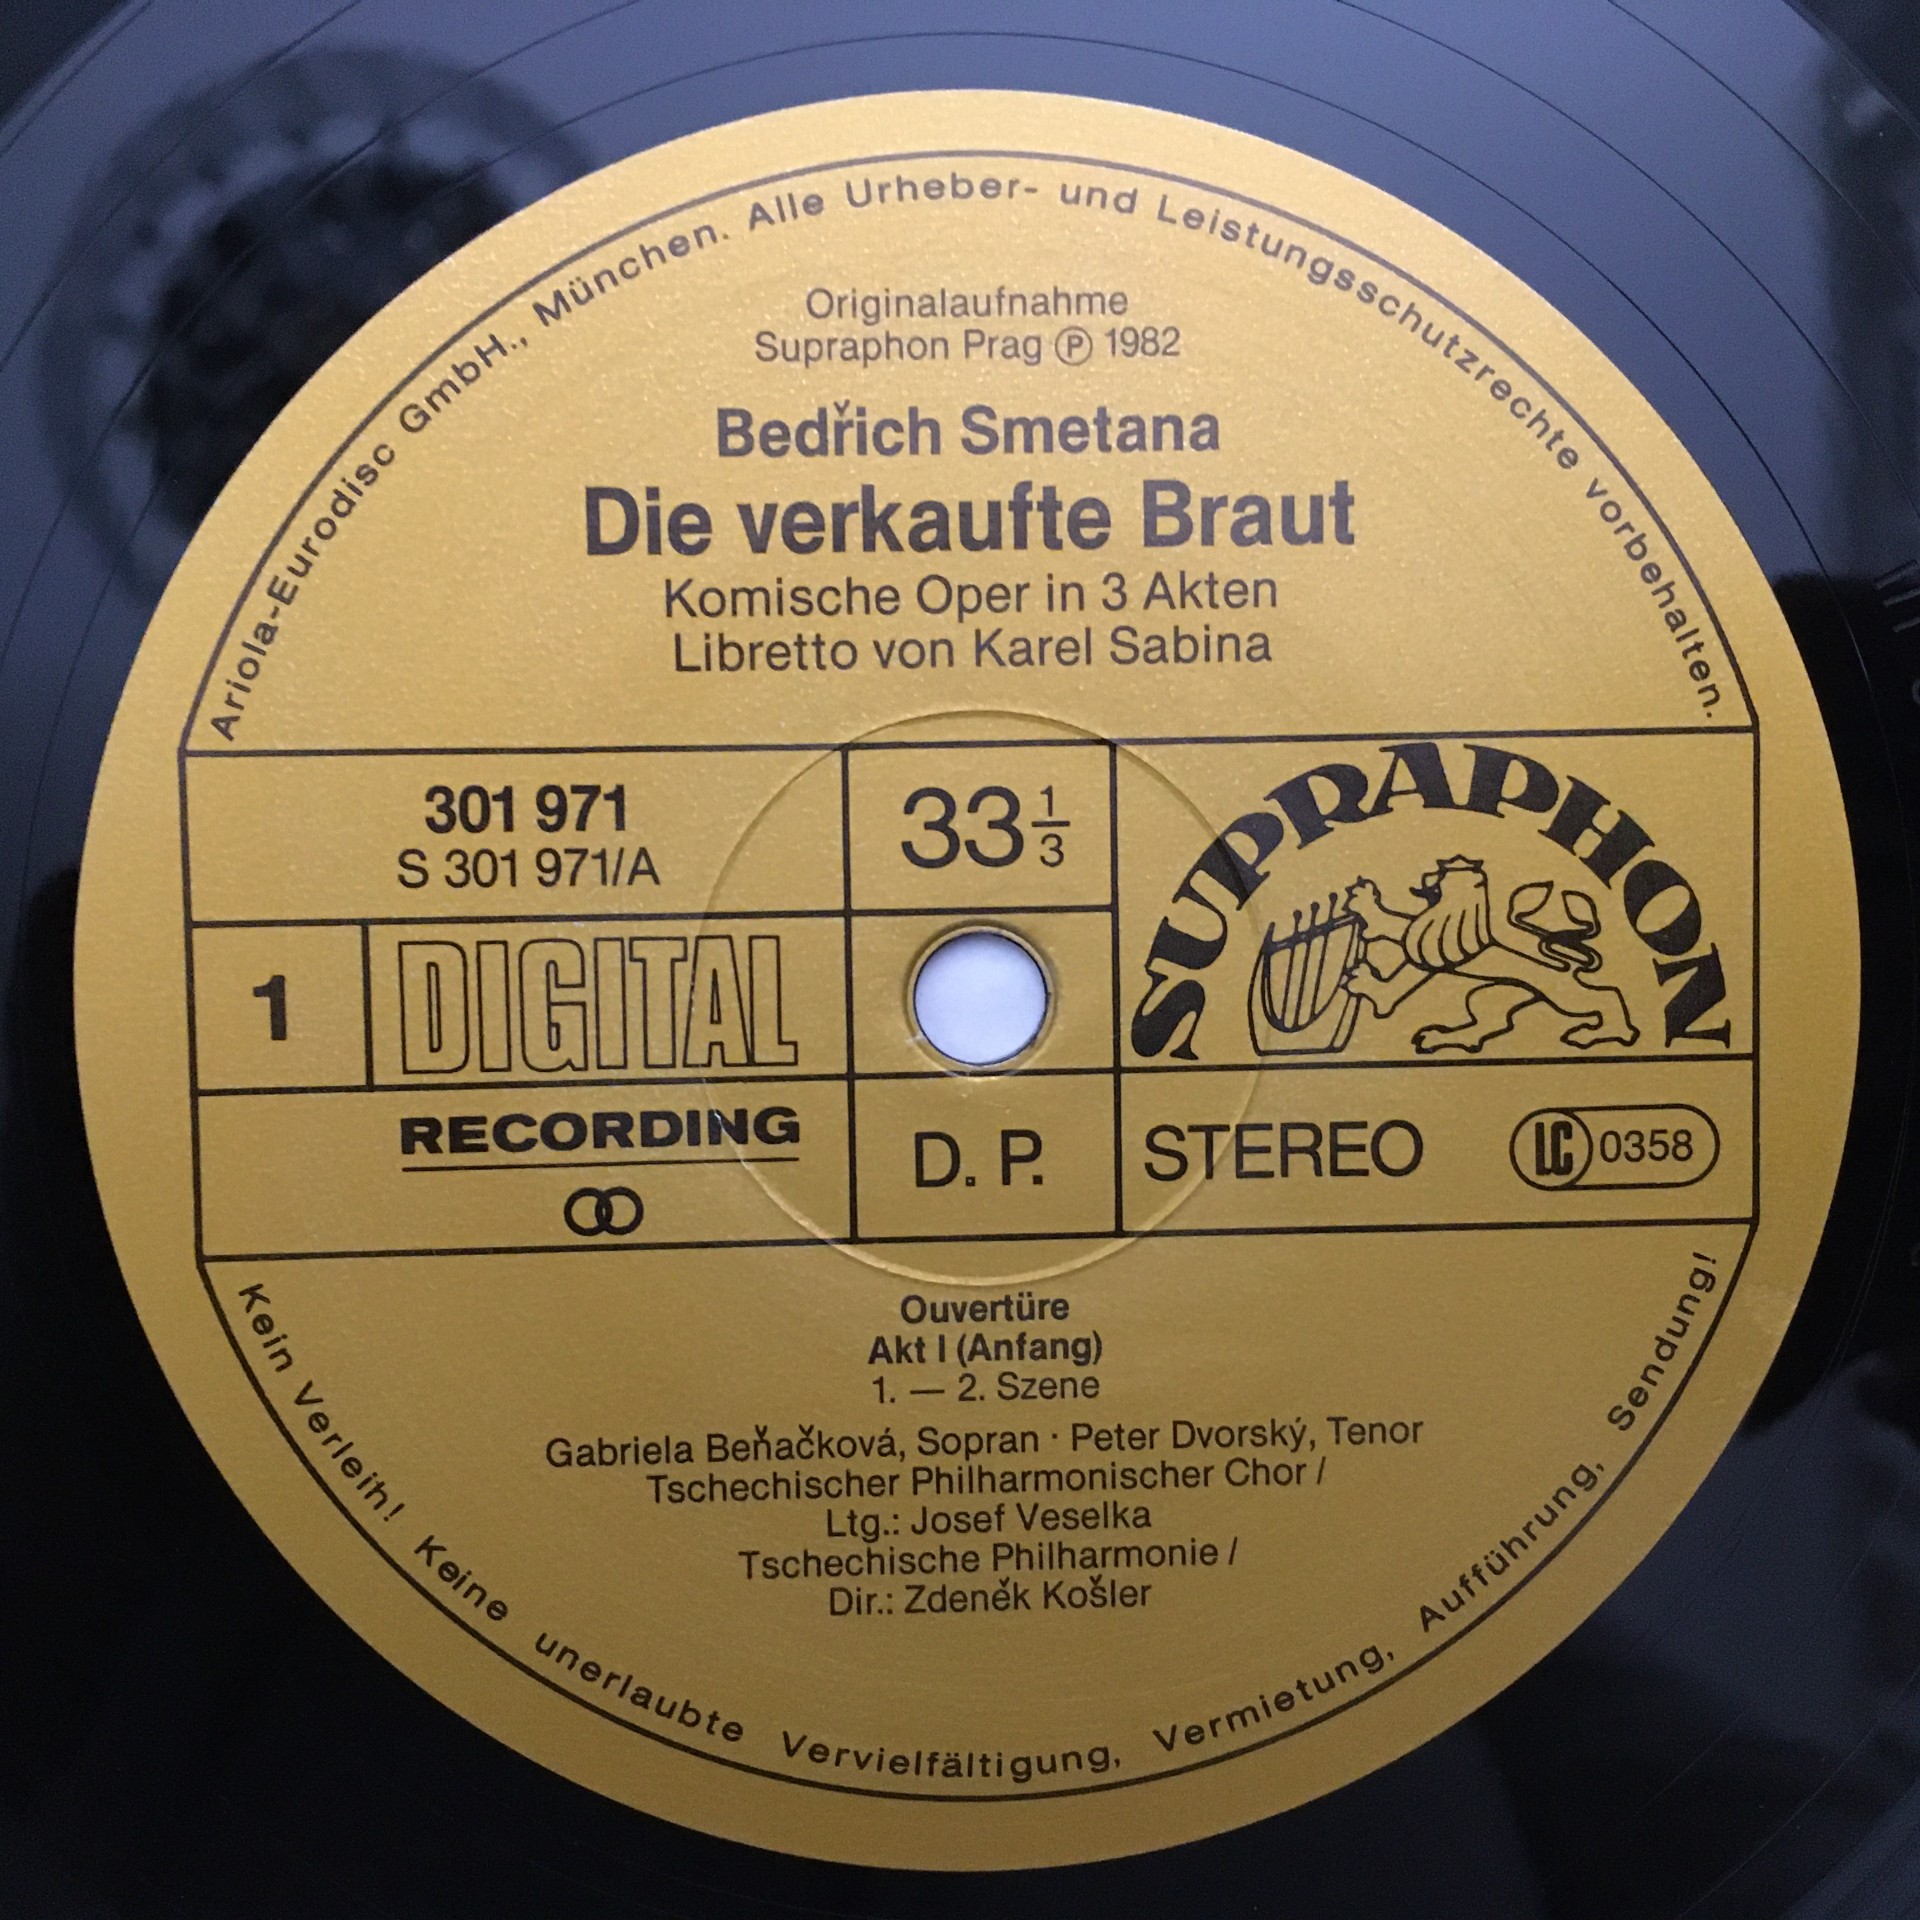 Ariola-Eurodisc GmbH., München. Alle Urheber- und Leistungsschutzrechte vorbehalten.
Originalaufnahme
Supraphon Prag Ⓟ 1982
Bedřich Smetana
Die verkaufte Braut
Komische Oper in 3 Akten
Libretto von Karel Sabina
301 971
S 301 971/A
33 1/3
SUPRAPHON
1
DIGITAL
RECORDING
D. P.
STEREO
LC 0358
Ouvertüre
Akt I (Anfang)
1. — 2. Szene
Gabriela Beňačková, Sopran · Peter Dvorský, Tenor
Tschechischer Philharmonischer Chor /
Ltg.: Josef Veselka
Tschechische Philharmonie /
Dir.: Zdeněk Košler
Kein Verleih! Keine unerlaubte Vervielfältigung, Vermietung, Aufführung, Sendung!